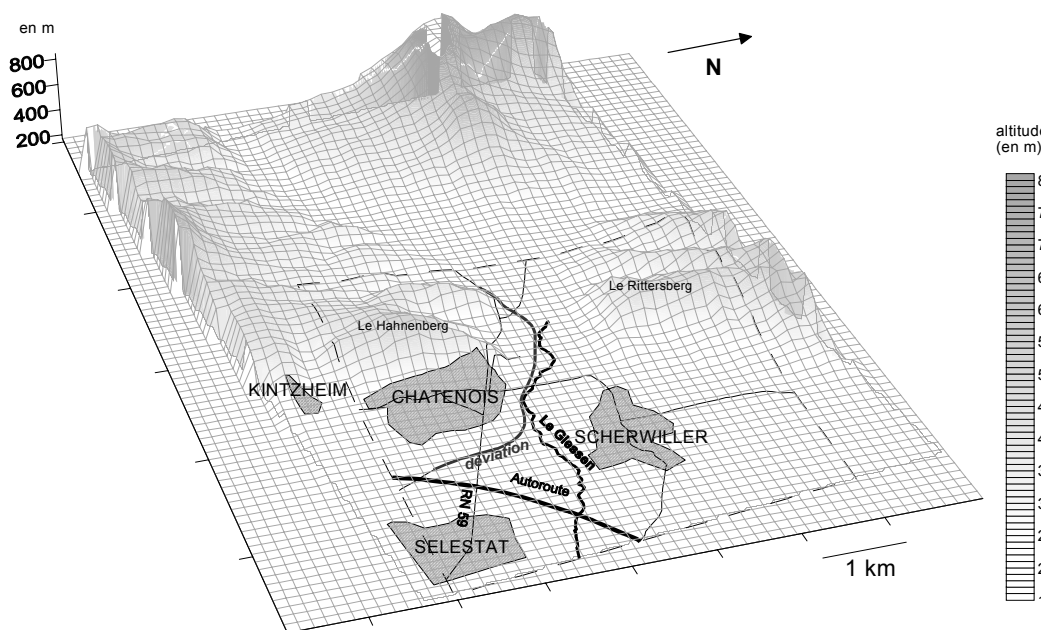 en m
800
600
400
200
N
altitude
(en m)
Le Rittersberg
Le Hahnenberg
KINTZHEIM
CHATENOIS
SCHERWILLER
Le Giessen
déviation
Autoroute
RN 59
SELESTAT
1 km